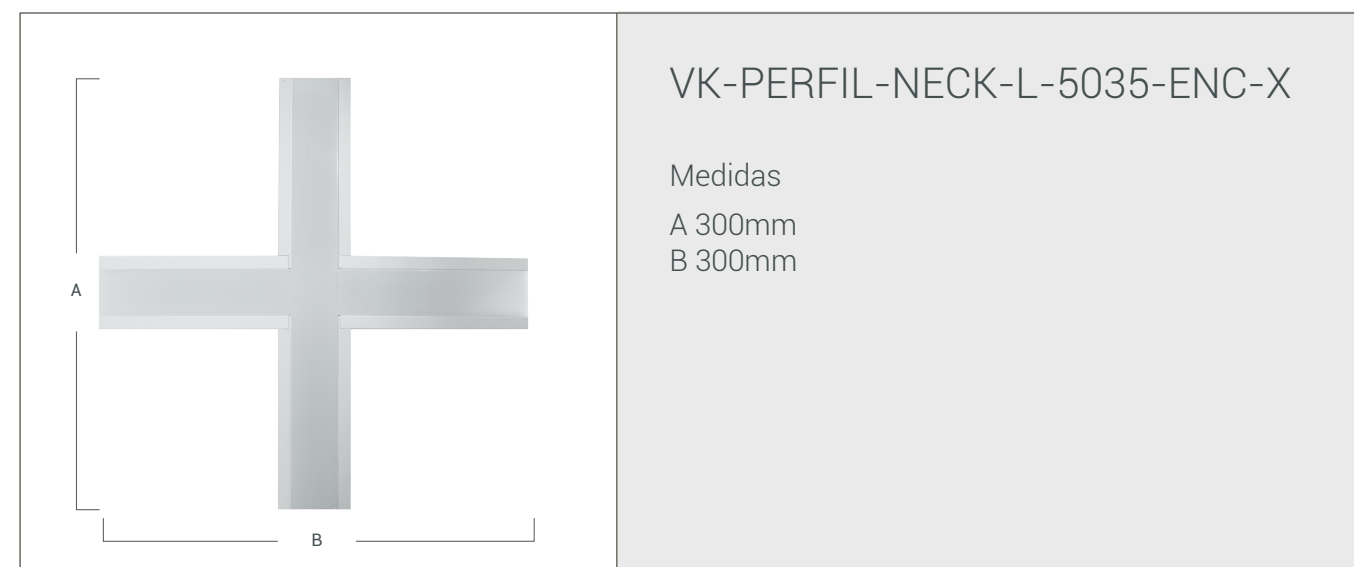 A
B
VK-PERFIL-NECK-L-5035-ENC-X
Medidas
A 300mm
B 300mm